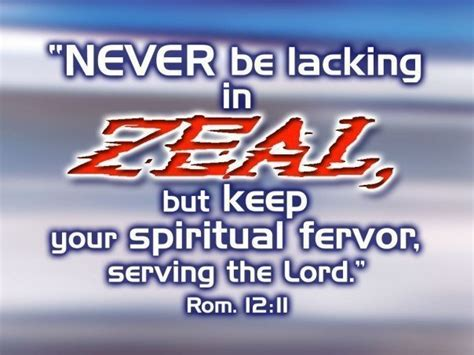 “NEVER be lacking
in
ZEAL,
but KEEP
your spiritual fervor,
serving the Lord.”
Rom. 12:11